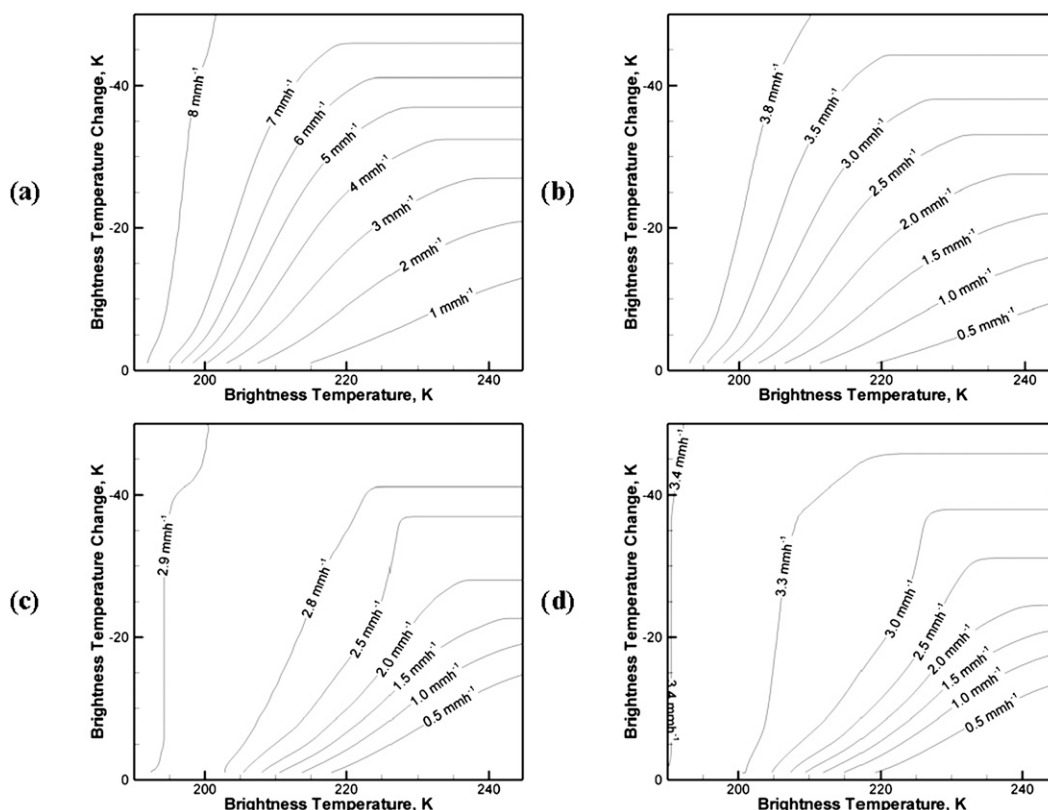 (a)
Brightness Temperature Change, K
-40
-20
0
8 mmh⁻¹
7 mmh⁻¹
6 mmh⁻¹
5 mmh⁻¹
4 mmh⁻¹
3 mmh⁻¹
2 mmh⁻¹
1 mmh⁻¹
200 220 240
Brightness Temperature, K
(b)
Brightness Temperature Change, K
-40
-20
0
3.8 mmh⁻¹
3.5 mmh⁻¹
3.0 mmh⁻¹
2.5 mmh⁻¹
2.0 mmh⁻¹
1.5 mmh⁻¹
1.0 mmh⁻¹
0.5 mmh⁻¹
200 220 240
Brightness Temperature, K
(c)
Brightness Temperature Change, K
-40
-20
0
2.9 mmh⁻¹
2.8 mmh⁻¹
2.5 mmh⁻¹
2.0 mmh⁻¹
1.5 mmh⁻¹
1.0 mmh⁻¹
0.5 mmh⁻¹
200 220 240
Brightness Temperature, K
(d)
Brightness Temperature Change, K
-40
-20
0
3.4 mmh⁻¹
3.4 mmh⁻¹
3.3 mmh⁻¹
3.0 mmh⁻¹
2.5 mmh⁻¹
2.0 mmh⁻¹
1.5 mmh⁻¹
1.0 mmh⁻¹
0.5 mmh⁻¹
200 220 240
Brightness Temperature, K